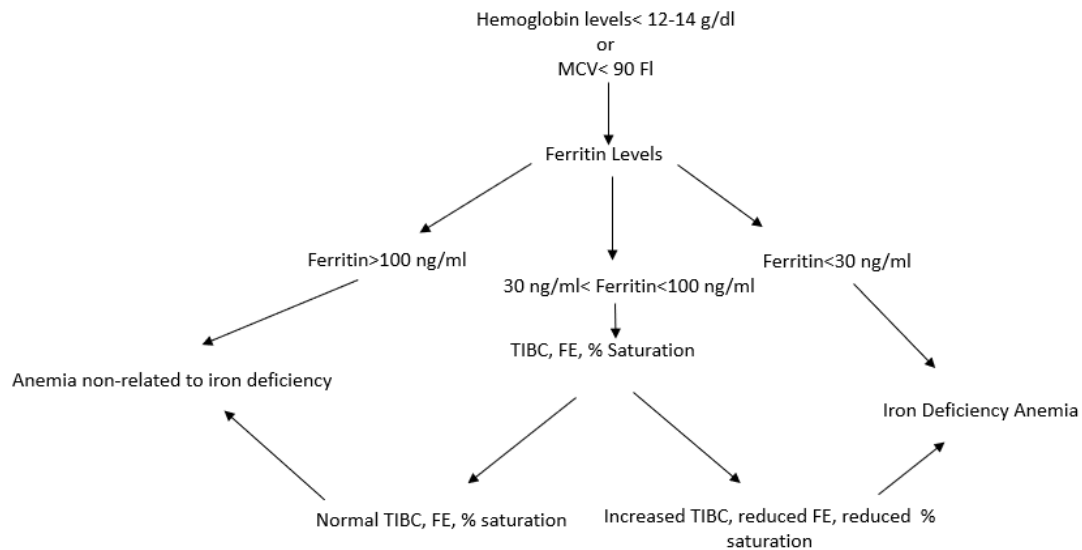 Hemoglobin levels< 12-14 g/dl
or
MCV< 90 Fl
Ferritin Levels
Ferritin>100 ng/ml
30 ng/ml< Ferritin<100 ng/ml
Ferritin<30 ng/ml
TIBC, FE, % Saturation
Anemia non-related to iron deficiency
Iron Deficiency Anemia
Normal TIBC, FE, % saturation
Increased TIBC, reduced FE, reduced %
saturation